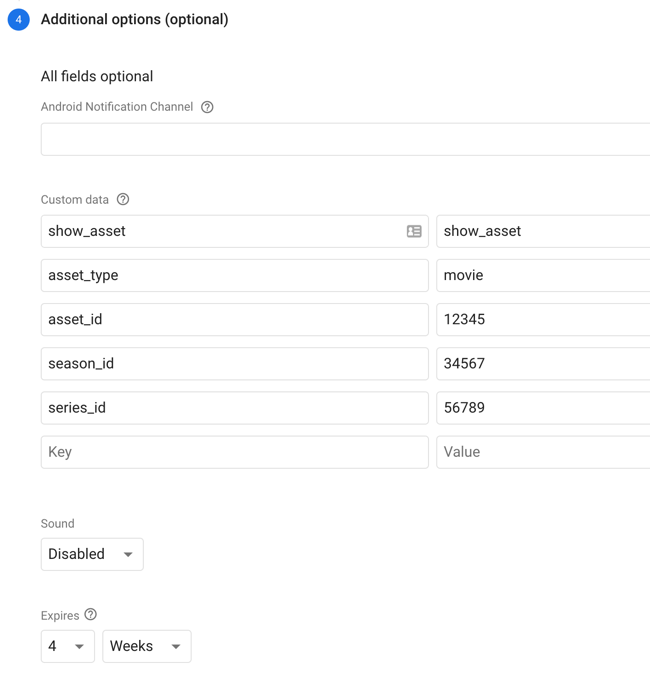 4 Additional options (optional)
All fields optional
Android Notification Channel ?
Custom data ?
show_asset show_asset
asset_type movie
asset_id 12345
season_id 34567
series_id 56789
Key Value
Sound
Disabled
Expires ?
4 Weeks